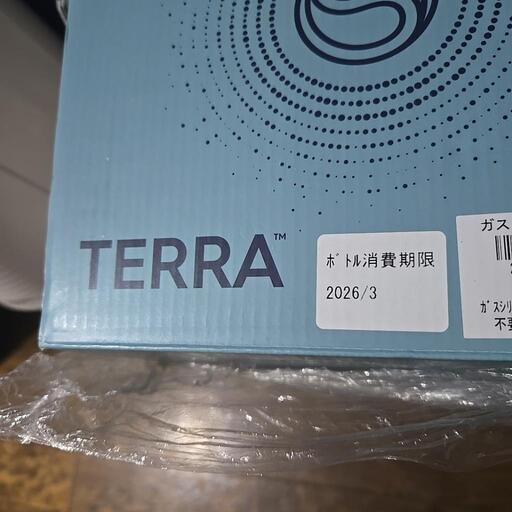 TERRA™
ﾎﾞﾄﾙ消費期限
2026/3
ガス
ｶﾞｽｼﾘ
不要